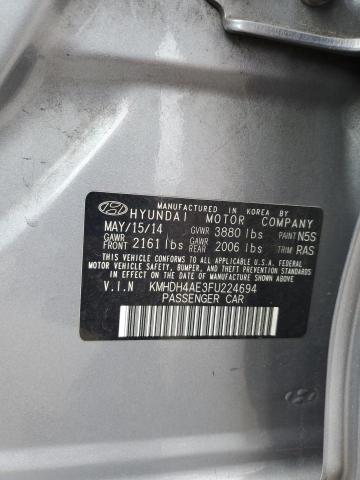 MANUFACTURED IN KOREA BY
HYUNDAI MOTOR COMPANY
MAY/15/14 GVWR 3880 lbs PAINT N5S
GAWR FRONT 2161 lbs GAWR REAR 2006 lbs TRIM RAS
THIS VEHICLE CONFORMS TO ALL APPLICABLE U.S.A. FEDERAL
MOTOR VEHICLE SAFETY, BUMPER, AND THEFT PREVENTION
STANDARDS IN EFFECT ON THE DATE OF MANUFACTURE SHOWN ABOVE.
V.I.N KMHDH4AE3FU224694
PASSENGER CAR